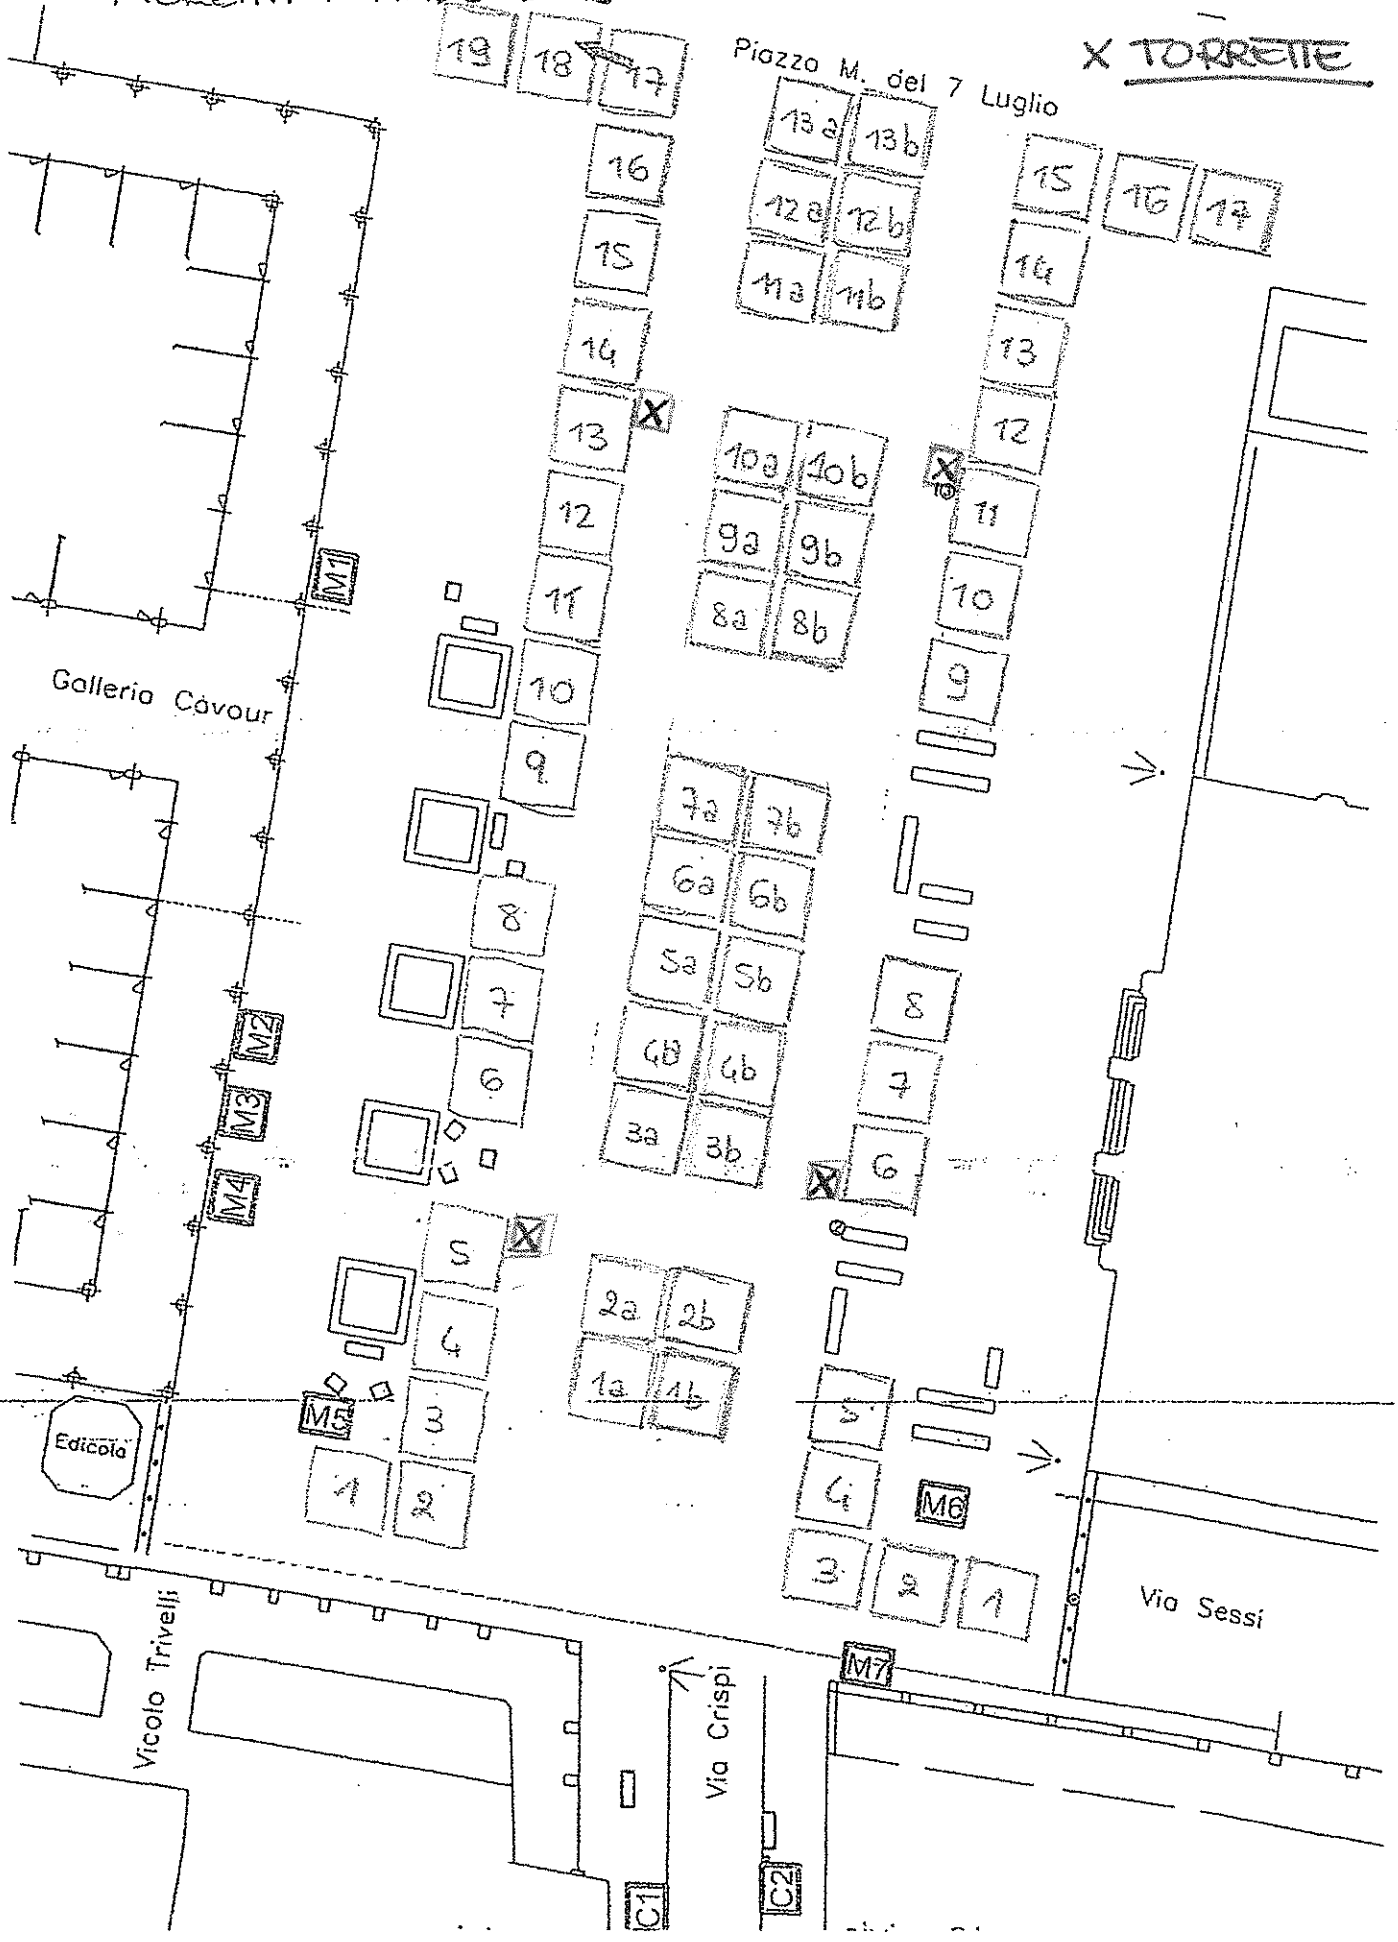 19 18 17
Piazza M. del 7 Luglio
X TORRETTE
13a 13b
16
15 16 17
12a 12b
15
14
11a 11b
14
13
13
X
12
10a 10b
X
12
11
9a 9b
M1
11
10
8a 8b
Galleria Cavour
10
9
9
7a 7b
6a 6b
8
5a 5b
7
8
M2
4a 4b
6
7
M3
3a 3b
6
X
M4
5
X
2a 2b
4
1a 1b
M5
3
5
Edicola
1 2
4
M6
3 2 1
Via Sessi
Vicolo Trivelli
Via Crispi
M7
C1
C2